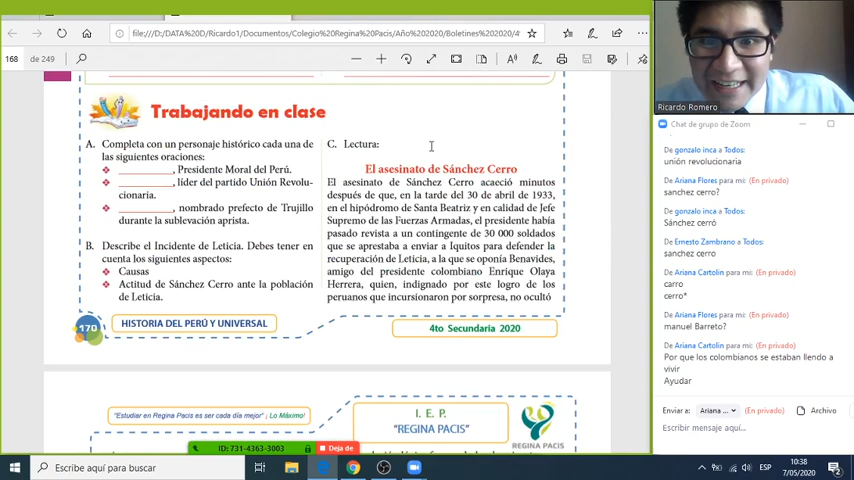 file:///D:/DATA%20D/Ricardo1/Documentos/Colegio%20Regina%20Pacis/Año%202020/Boletines%2020/4º
168
de 249
Trabajando en clase
A. Completa con un personaje histórico cada una de
las siguientes oraciones:
__________, Presidente Moral del Perú.
__________, líder del partido Unión Revolu-
cionaria.
__________, nombrado prefecto de Trujillo
durante la sublevación aprista.
B. Describe el Incidente de Leticia. Debes tener en
cuenta los siguientes aspectos:
Causas
Actitud de Sánchez Cerro ante la población
de Leticia.
C. Lectura:
El asesinato de Sánchez Cerro
El asesinato de Sánchez Cerro acaeció minutos
después de que, en la tarde del 30 de abril de 1933,
en el hipódromo de Santa Beatriz y en calidad de Jefe
Supremo de las Fuerzas Armadas, el presidente había
pasado revista a un contingente de 30 000 soldados
que se aprestaba a enviar a Iquitos para defender la
recuperación de Leticia, a la que se oponía Benavides,
amigo del presidente colombiano Enrique Olaya
Herrera, quien, indignado por este logro de los
peruanos que incursionaron por sorpresa, no ocultó
170
HISTORIA DEL PERÚ Y UNIVERSAL
4to Secundaria 2020
"Estudiar en Regina Pacis es ser cada día mejor" ¡Lo Máximo!
I. E. P.
"REGINA PACIS"
REGINA PACIS
ID: 731-4363-3003
Deja de
Ricardo Romero
Chat de grupo de Zoom
De gonzalo inca a Todos:
unión revolucionaria
De Ariana Flores para mi: (En privado)
sanchez cerro?
De gonzalo inca a Todos:
Sánchez cerró
De Ernesto Zambrano a Todos:
sanchez cerro
De Ariana Cartolin para mi: (En privado)
carro
cerro*
De Ariana Flores para mi: (En privado)
manuel Barreto?
De Ariana Cartolin para mi: (En privado)
Por que los colombianos se estaban llendo a
vivir
Ayudar
Enviar a:
Ariana ...
(En privado)
Archivo
Escribir mensaje aquí...
Escribe aquí para buscar
ESP
10:38
7/05/2020
2